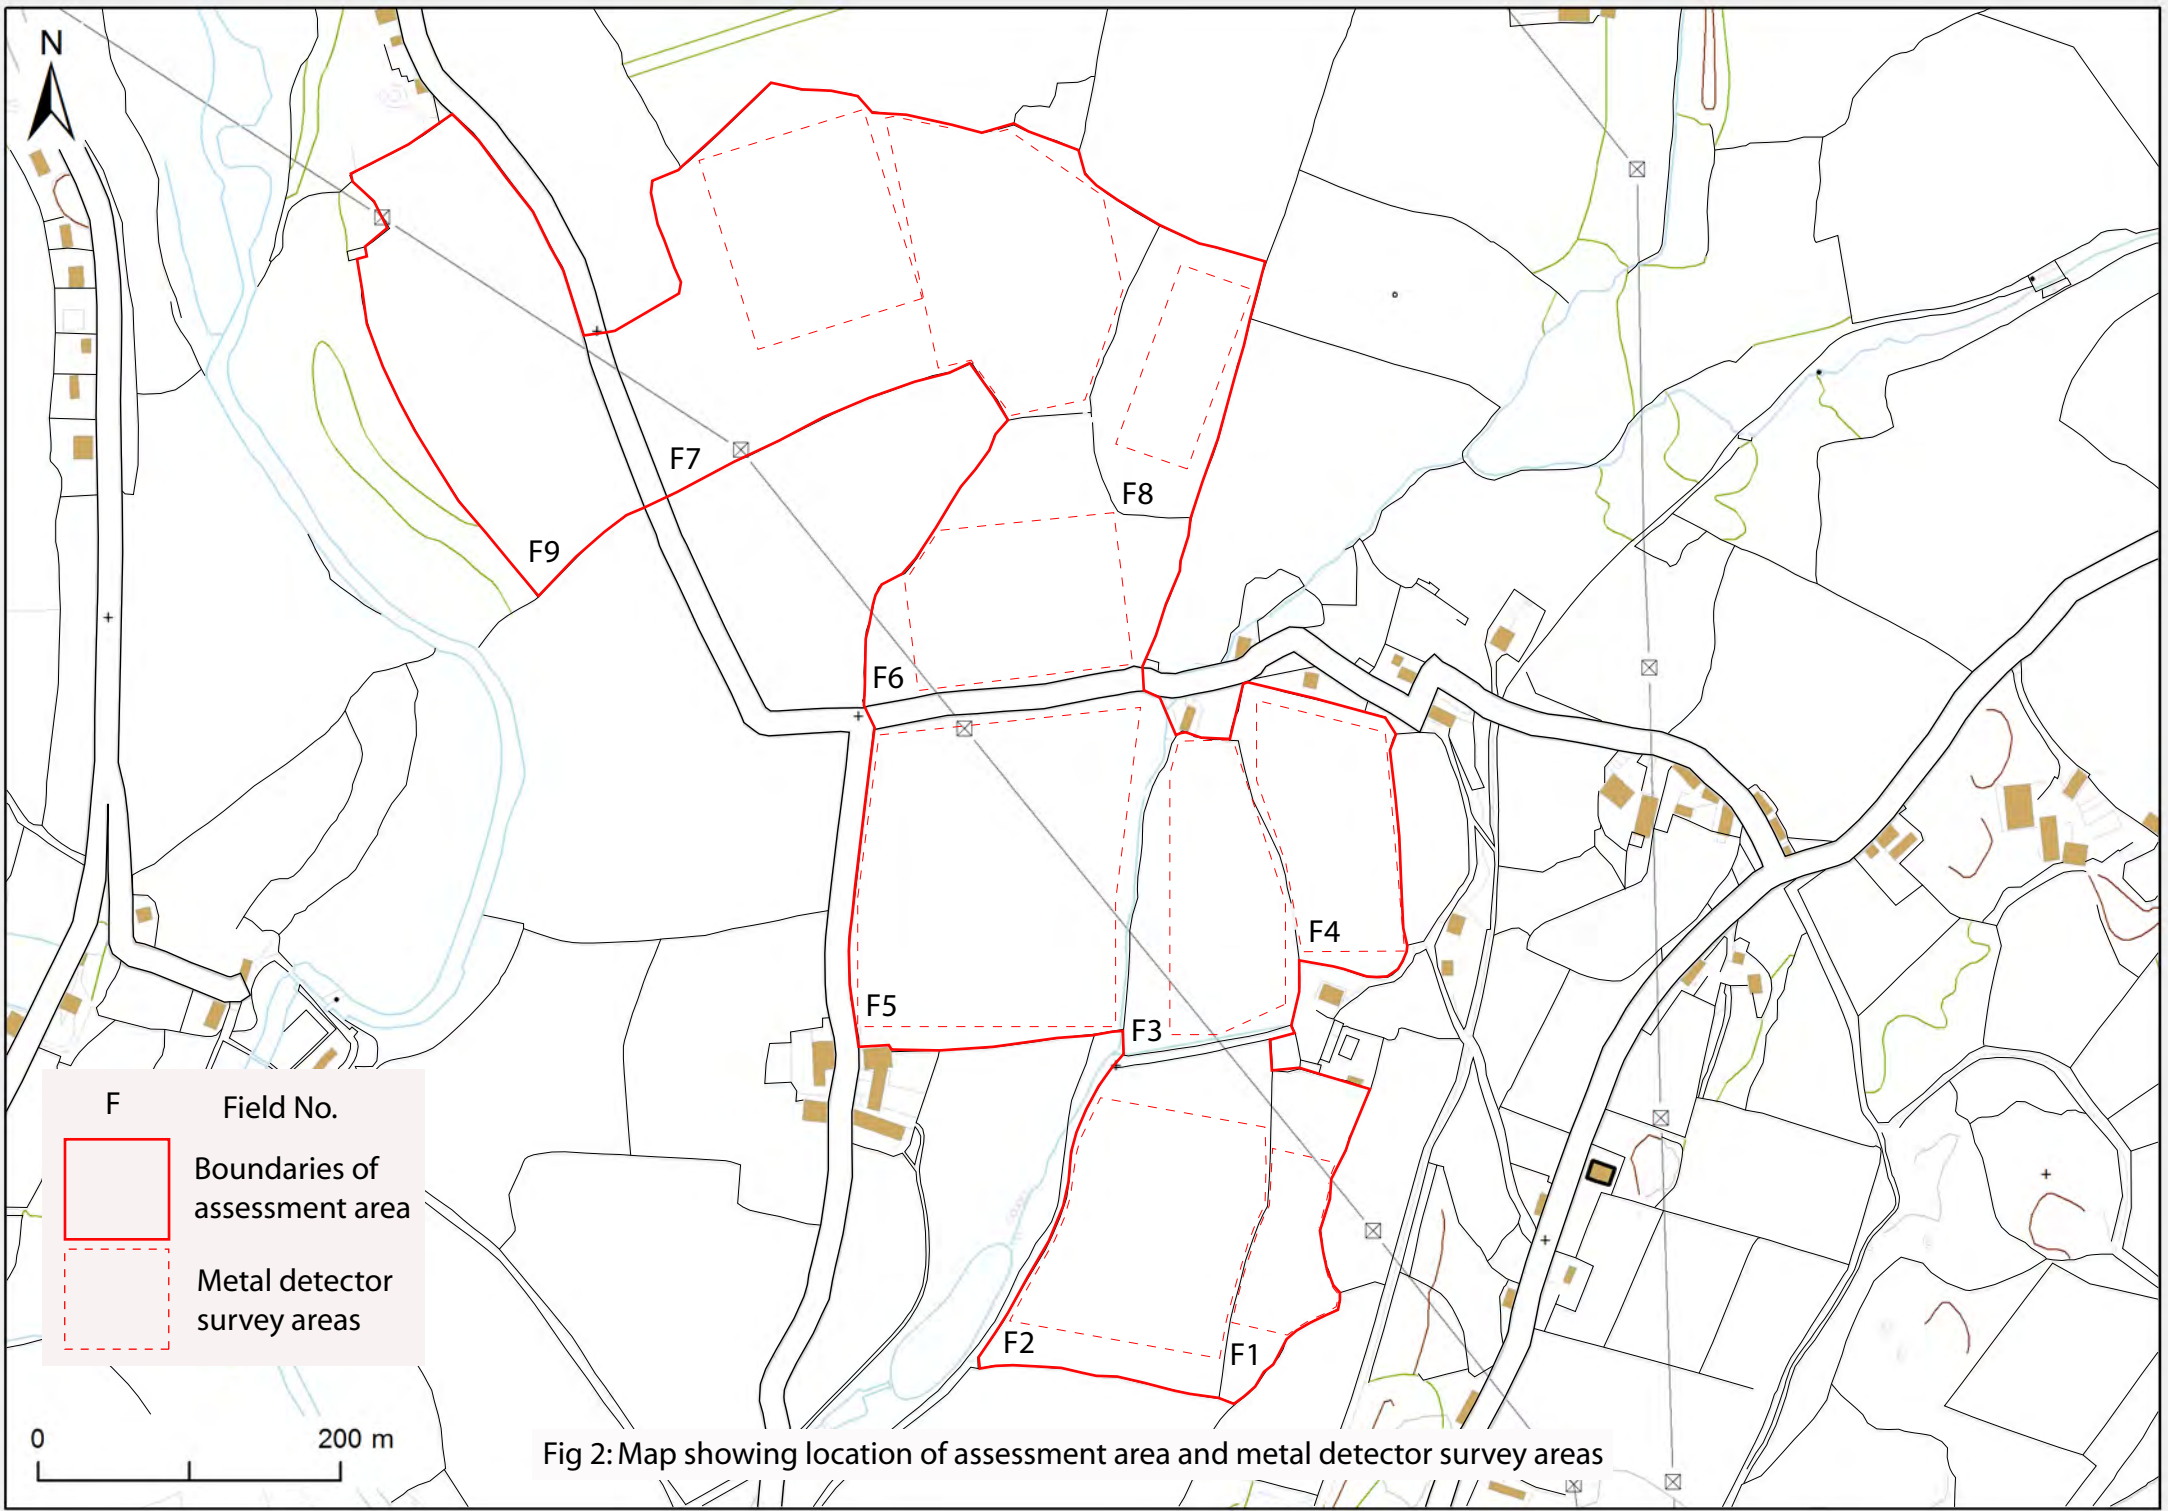 N
F7
F8
F9
F6
F4
F5
F3
F Field No.
Boundaries of
assessment area
Metal detector
survey areas
F2
F1
0 200 m
Fig 2: Map showing location of assessment area and metal detector survey areas